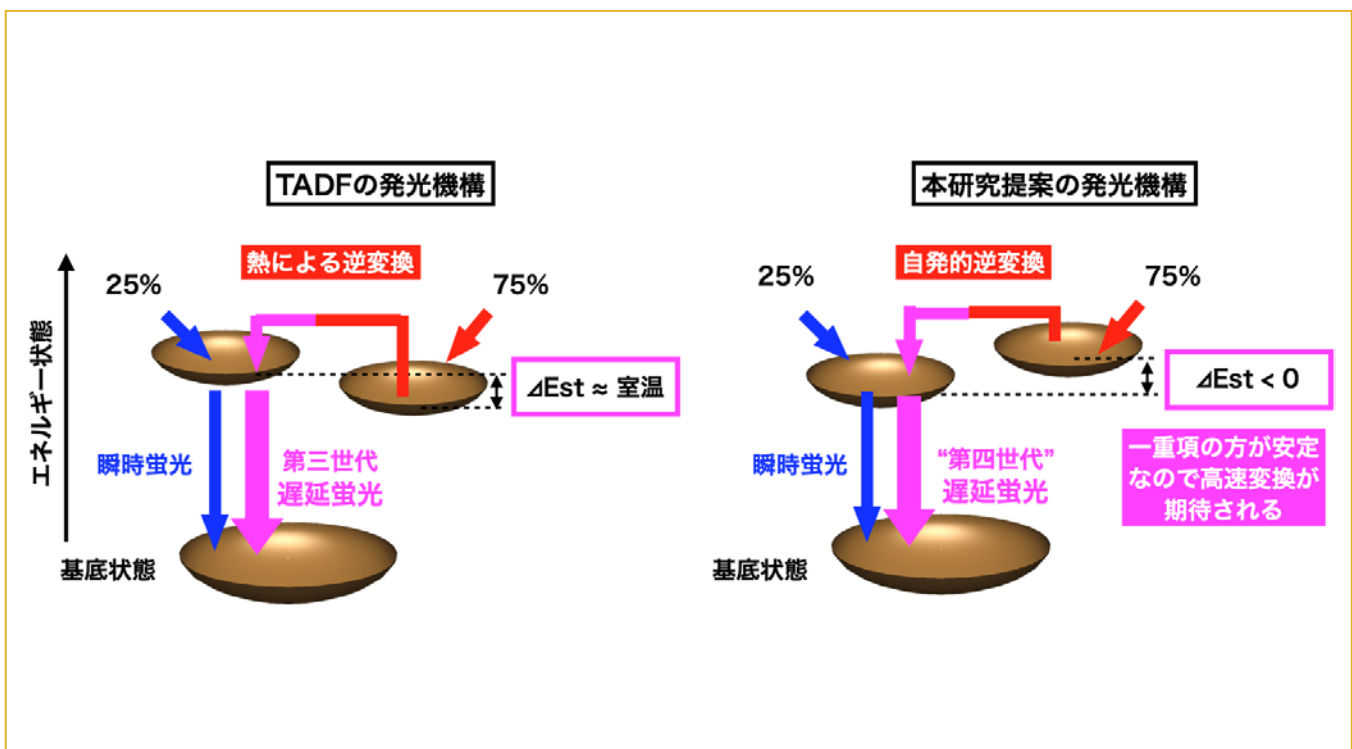 TADFの発光機構
熱による逆変換
25%
75%
エネルギー状態
⊿Est ≈ 室温
瞬時蛍光
第三世代
遅延蛍光
基底状態
本研究提案の発光機構
自発的逆変換
25%
75%
⊿Est < 0
一重項の方が安定
なので高速変換が
期待される
瞬時蛍光
“第四世代”
遅延蛍光
基底状態